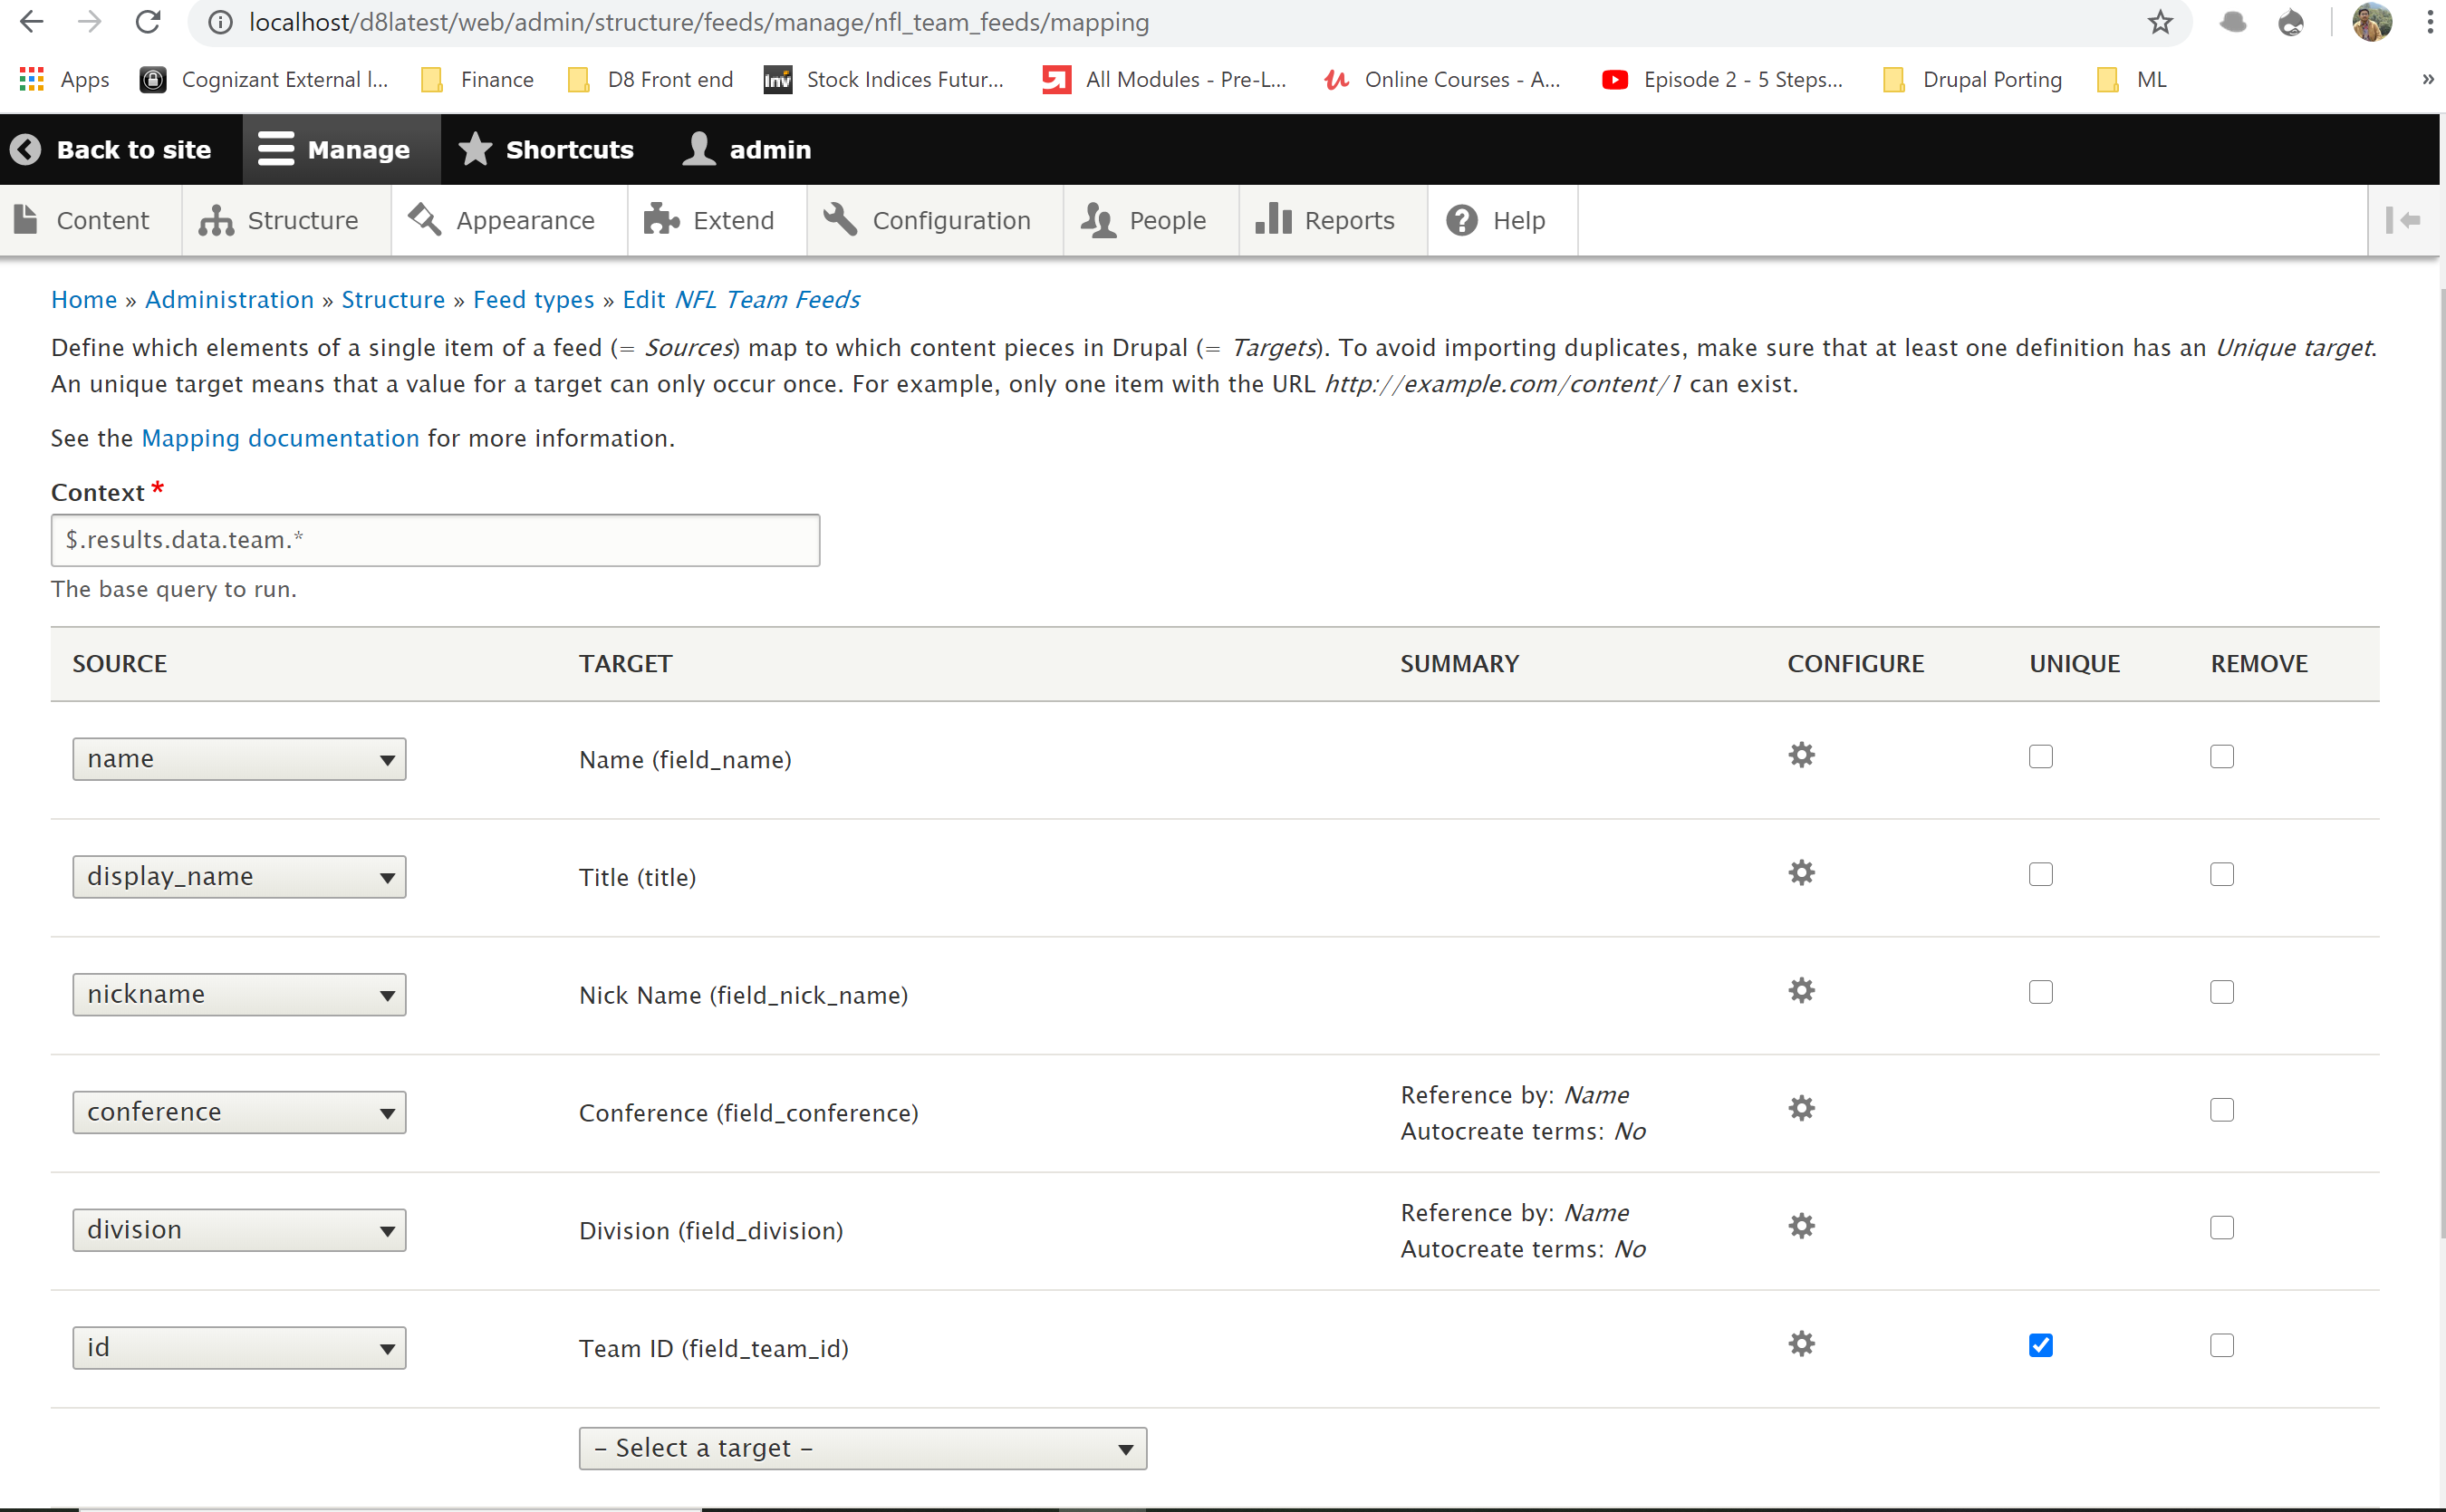 localhost/d8latest/web/admin/structure/feeds/manage/nfl_team_feeds/mapping
Apps Cognizant External l... Finance D8 Front end Inv Stock Indices Futur... All Modules - Pre-L... Online Courses - A... Episode 2 - 5 Steps... Drupal Porting ML »
Back to site Manage Shortcuts admin
Content Structure Appearance Extend Configuration People Reports Help
Home » Administration » Structure » Feed types » Edit NFL Team Feeds
Define which elements of a single item of a feed (= Sources) map to which content pieces in Drupal (= Targets). To avoid importing duplicates, make sure that at least one definition has an Unique target.
An unique target means that a value for a target can only occur once. For example, only one item with the URL http://example.com/content/1 can exist.
See the Mapping documentation for more information.
Context *
$.results.data.team.*
The base query to run.
SOURCE TARGET SUMMARY CONFIGURE UNIQUE REMOVE
name Name (field_name)
display_name Title (title)
nickname Nick Name (field_nick_name)
conference Conference (field_conference) Reference by: Name
Autocreate terms: No
division Division (field_division) Reference by: Name
Autocreate terms: No
id Team ID (field_team_id)
- Select a target -